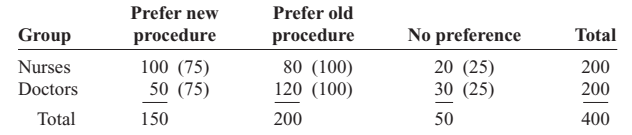 Prefer new Prefer old
Group procedure procedure No preference Total
Nurses 100 (75) 80 (100) 20 (25) 200
Doctors 50 (75) 120 (100) 30 (25) 200
Total 150 200 50 400